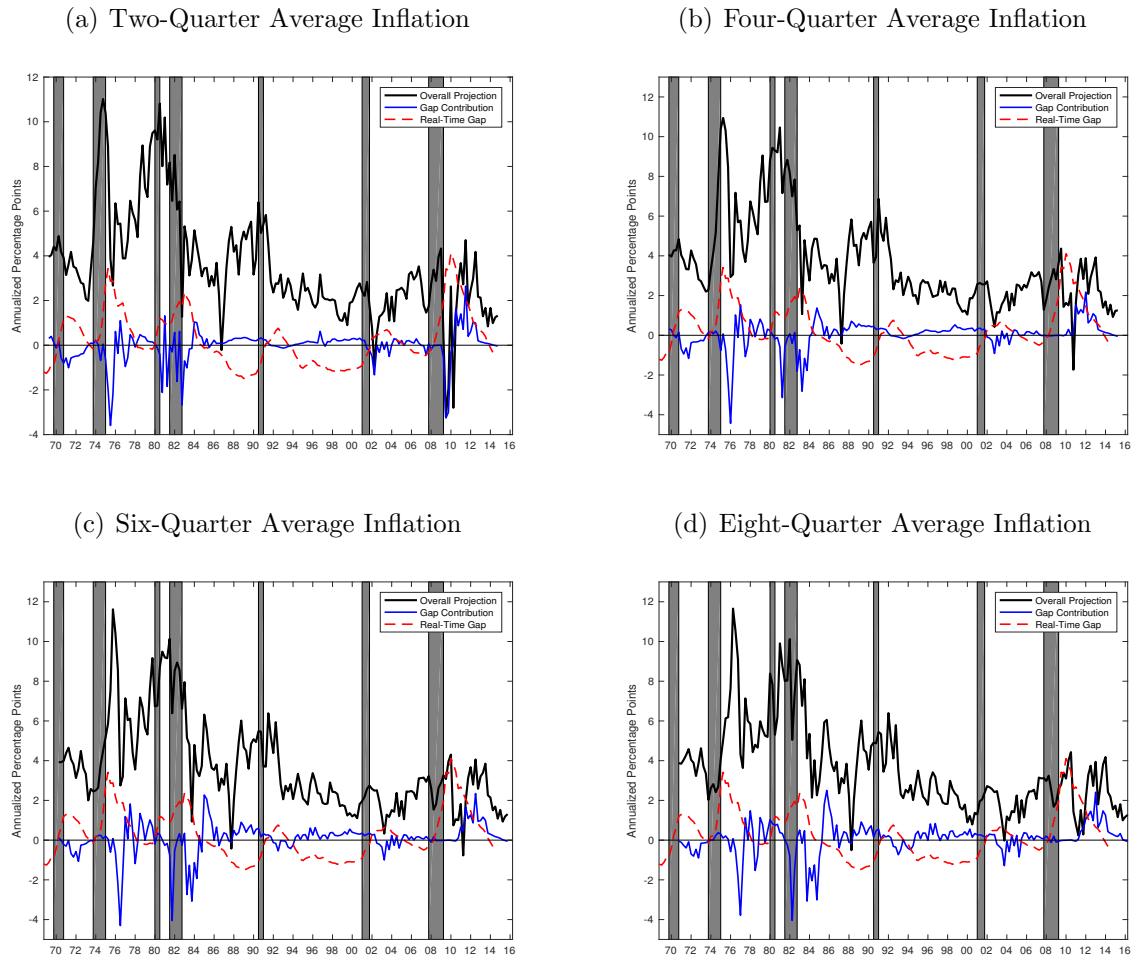 (a) Two-Quarter Average Inflation
(b) Four-Quarter Average Inflation
12
10
8
6
4
2
0
-2
-4
Annualized Percentage Points
Overall Projection
Gap Contribution
Real-Time Gap
70 72 74 76 78 80 82 84 86 88 90 92 94 96 98 00 02 04 06 08 10 12 14 16
12
10
8
6
4
2
0
-2
-4
Annualized Percentage Points
Overall Projection
Gap Contribution
Real-Time Gap
70 72 74 76 78 80 82 84 86 88 90 92 94 96 98 00 02 04 06 08 10 12 14 16
(c) Six-Quarter Average Inflation
(d) Eight-Quarter Average Inflation
12
10
8
6
4
2
0
-2
-4
Annualized Percentage Points
Overall Projection
Gap Contribution
Real-Time Gap
70 72 74 76 78 80 82 84 86 88 90 92 94 96 98 00 02 04 06 08 10 12 14 16
12
10
8
6
4
2
0
-2
-4
Annualized Percentage Points
Overall Projection
Gap Contribution
Real-Time Gap
70 72 74 76 78 80 82 84 86 88 90 92 94 96 98 00 02 04 06 08 10 12 14 16